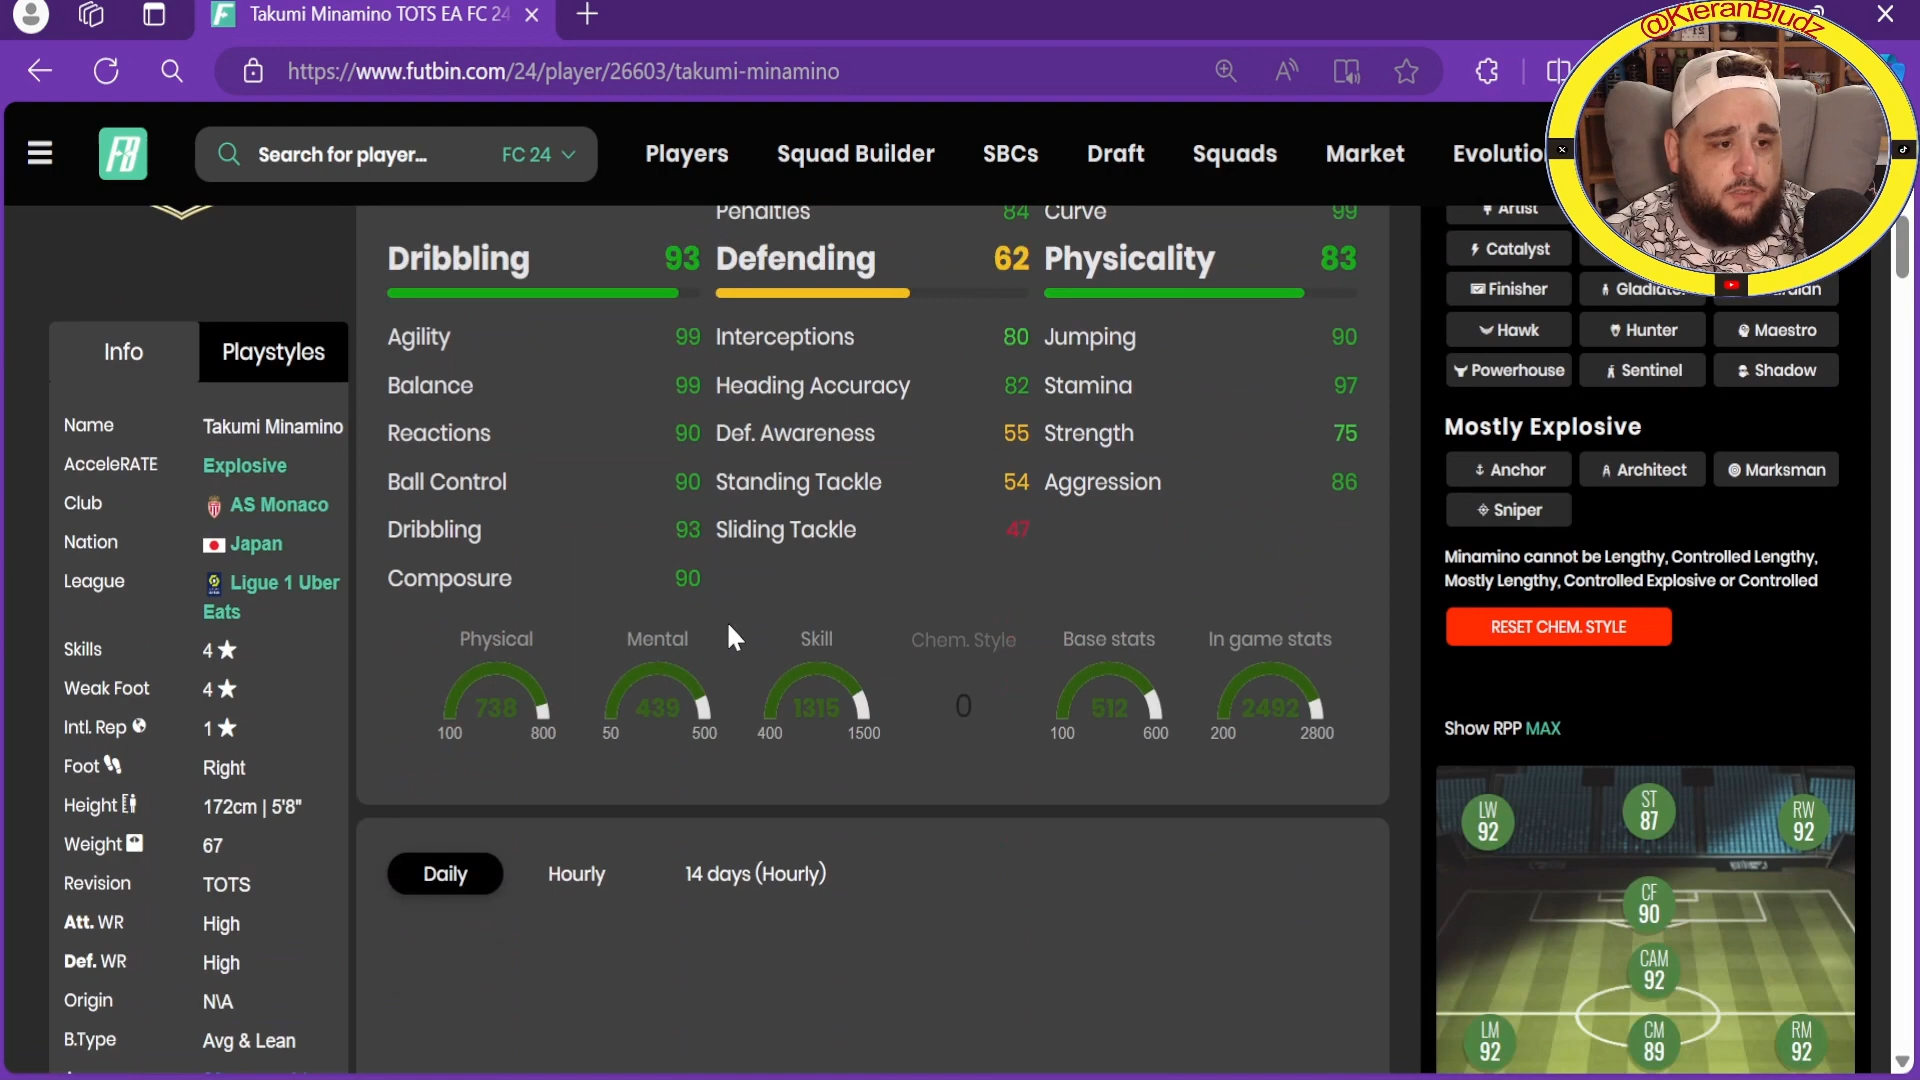 Takumi Minamino TOTS EA FC 24
@KieranBludz
https://www.futbin.com/24/player/26603/takumi-minamino
Search for player... FC 24
Players Squad Builder SBCs Draft Squads Market Evolutio
Penalties 84 Curve 99
Dribbling 93 Defending 62 Physicality 83
Agility 99 Interceptions 80 Jumping 90
Balance 99 Heading Accuracy 82 Stamina 97
Reactions 90 Def. Awareness 55 Strength 75
Ball Control 90 Standing Tackle 54 Aggression 86
Dribbling 93 Sliding Tackle 47
Composure 90
Physical Mental Skill Chem. Style Base stats In game stats
738 439 1315 0 512 2492
100 800 50 500 400 1500 100 600 200 2800
Daily Hourly 14 days (Hourly)
Info Playstyles
Name Takumi Minamino
AcceleRATE Explosive
Club AS Monaco
Nation Japan
League Ligue 1 Uber
Eats
Skills 4
Weak Foot 4
Intl. Rep 1
Foot Right
Height 172cm | 5'8"
Weight 67
Revision TOTS
Att. WR High
Def. WR High
Origin N\A
B.Type Avg & Lean
Artist
Catalyst
Finisher Gladiator
Hawk Hunter Maestro
Powerhouse Sentinel Shadow
Mostly Explosive
Anchor Architect Marksman
Sniper
Minamino cannot be Lengthy, Controlled Lengthy,
Mostly Lengthy, Controlled Explosive or Controlled
RESET CHEM. STYLE
Show RPP MAX
LW 92
ST 87
RW 92
CF 90
CAM 92
LM 92
CM 89
RM 92